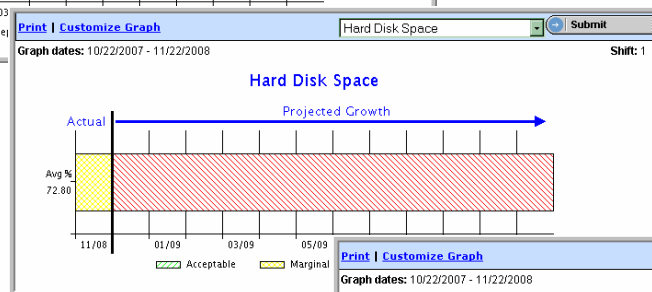 03
Print | Customize Graph
Hard Disk Space
Submit
Graph dates: 10/22/2007 - 11/22/2008
Shift: 1
Hard Disk Space
Actual
Projected Growth
Avg %
72.80
11/08 01/09 03/09 05/09
Acceptable Marginal
Print | Customize Graph
Graph dates: 10/22/2007 - 11/22/2008